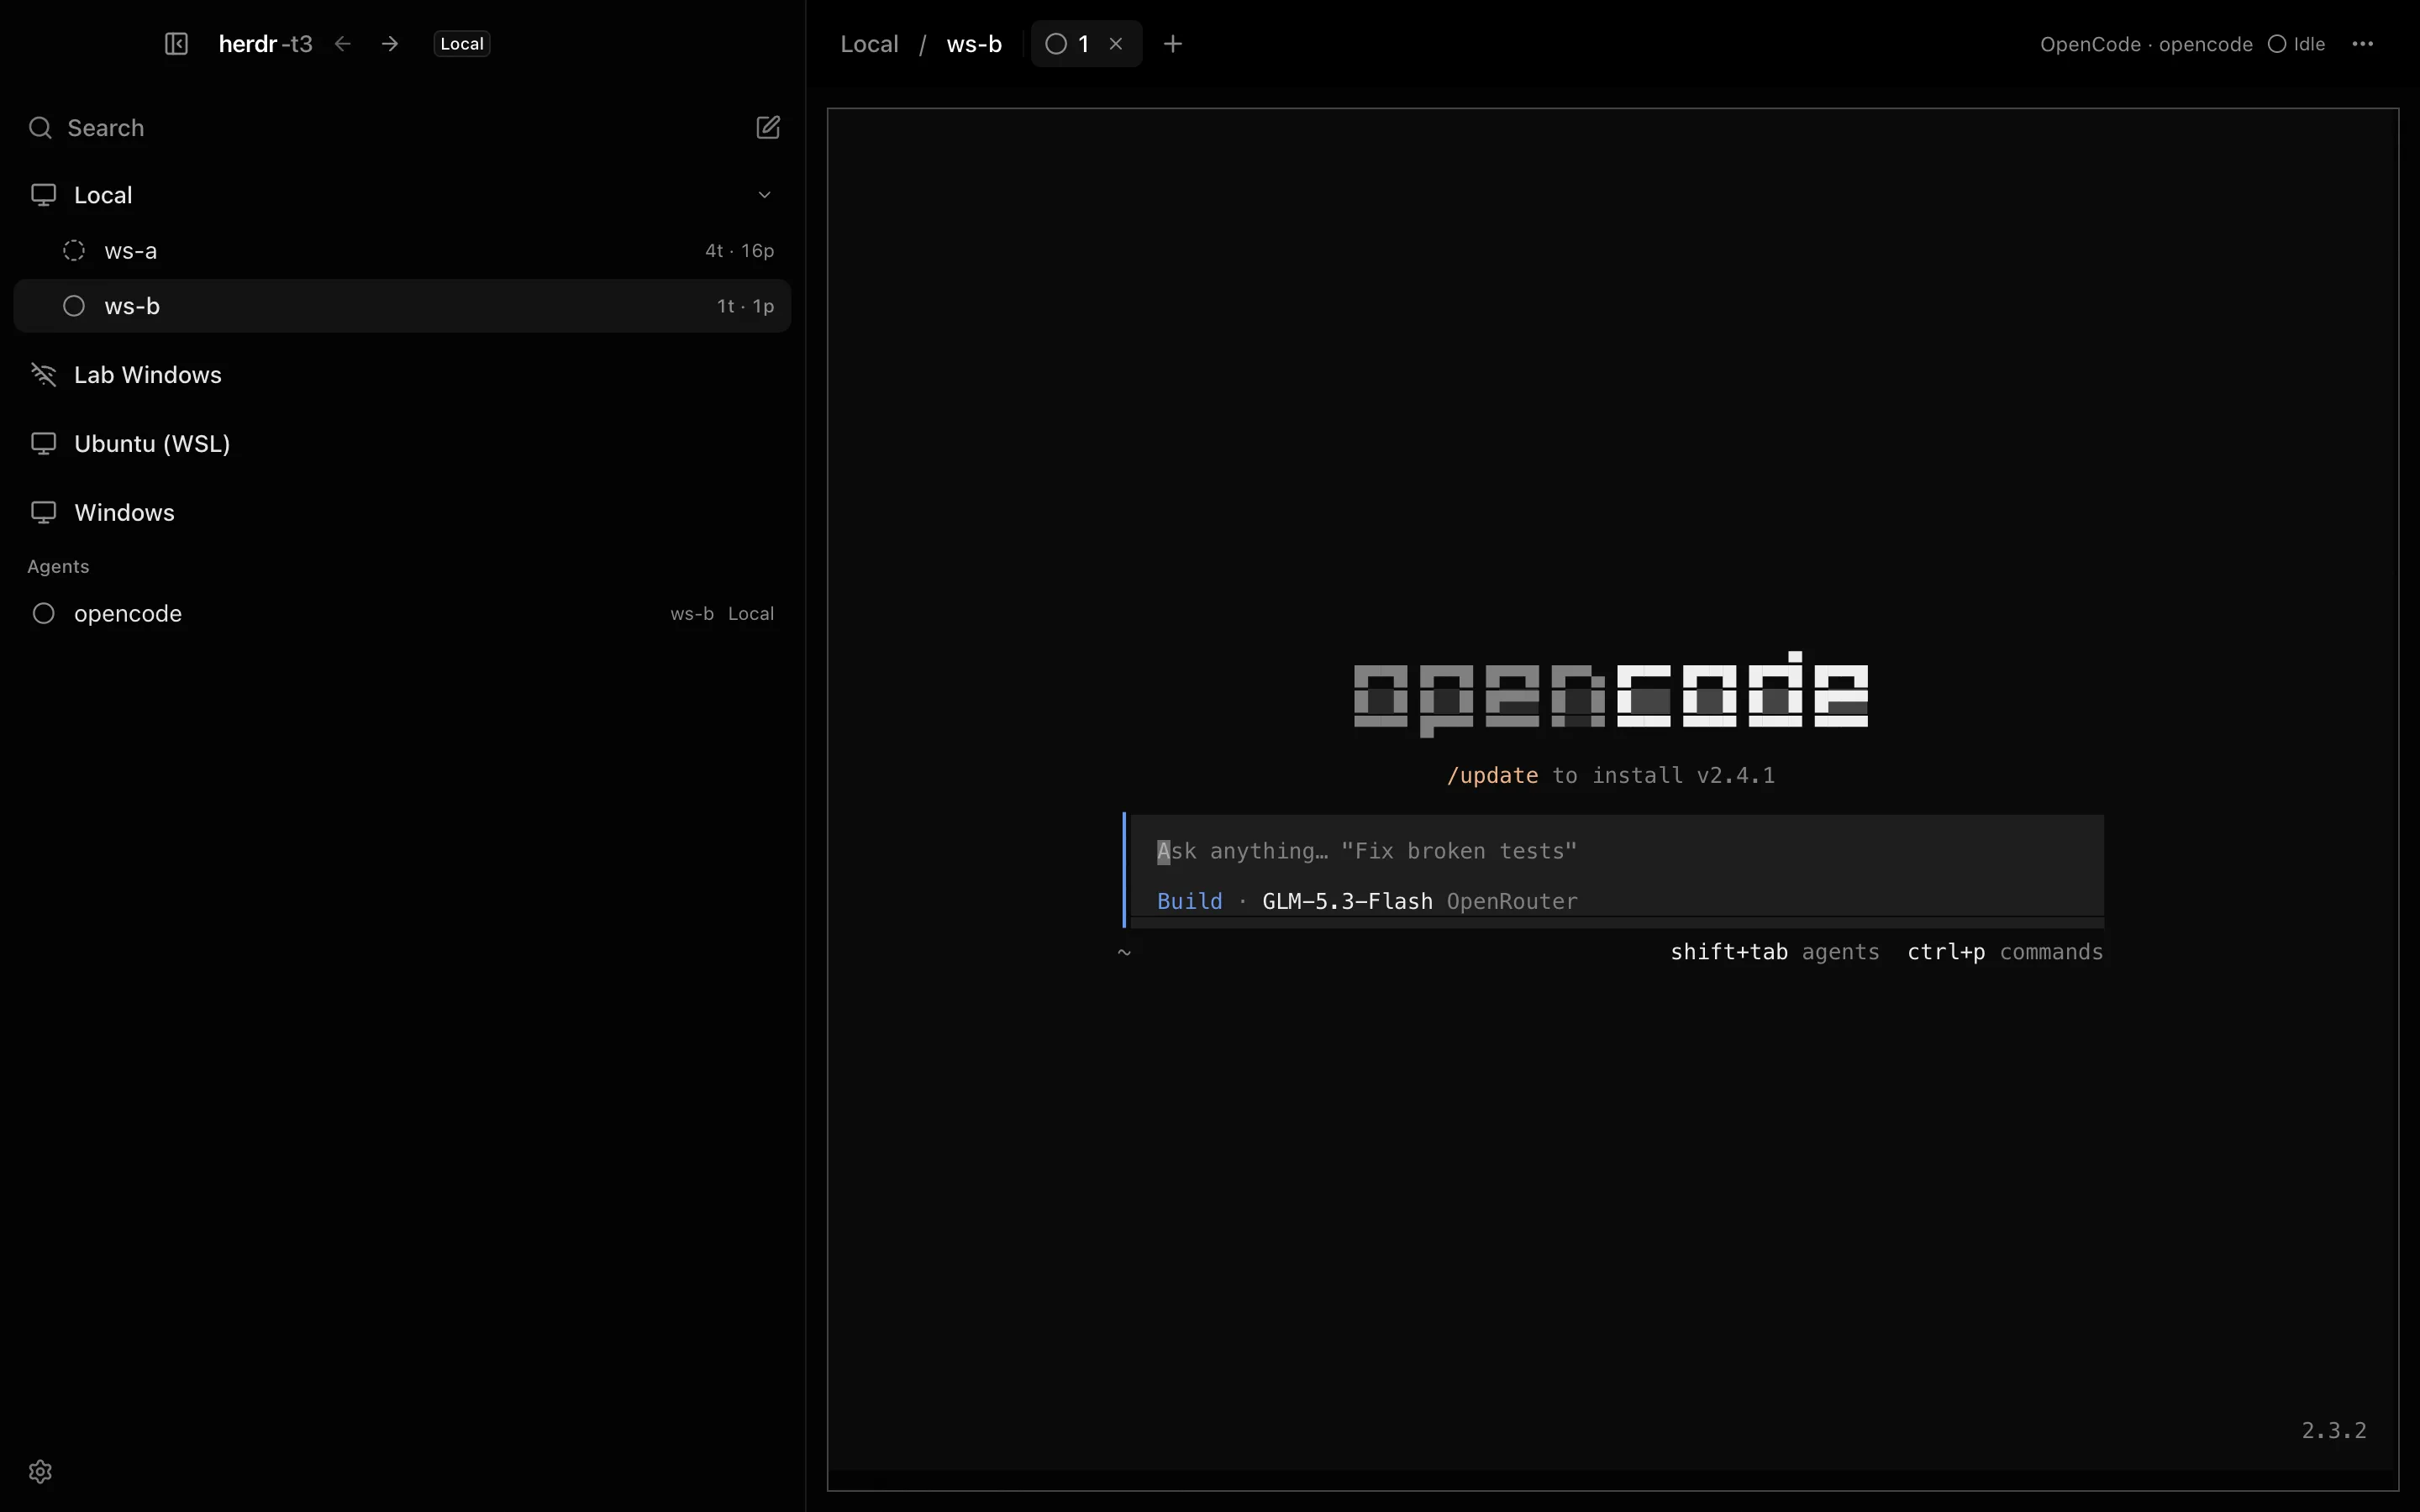 herdr-t3 Local
Search
Local
ws-a 4t · 16p
ws-b 1t · 1p
Lab Windows
Ubuntu (WSL)
Windows
Agents
opencode ws-b Local
Local / ws-b 1 OpenCode · opencode Idle
opencode
/update to install v2.4.1
Ask anything… "Fix broken tests"
Build · GLM-5.3-Flash OpenRouter
~ shift+tab agents ctrl+p commands
2.3.2